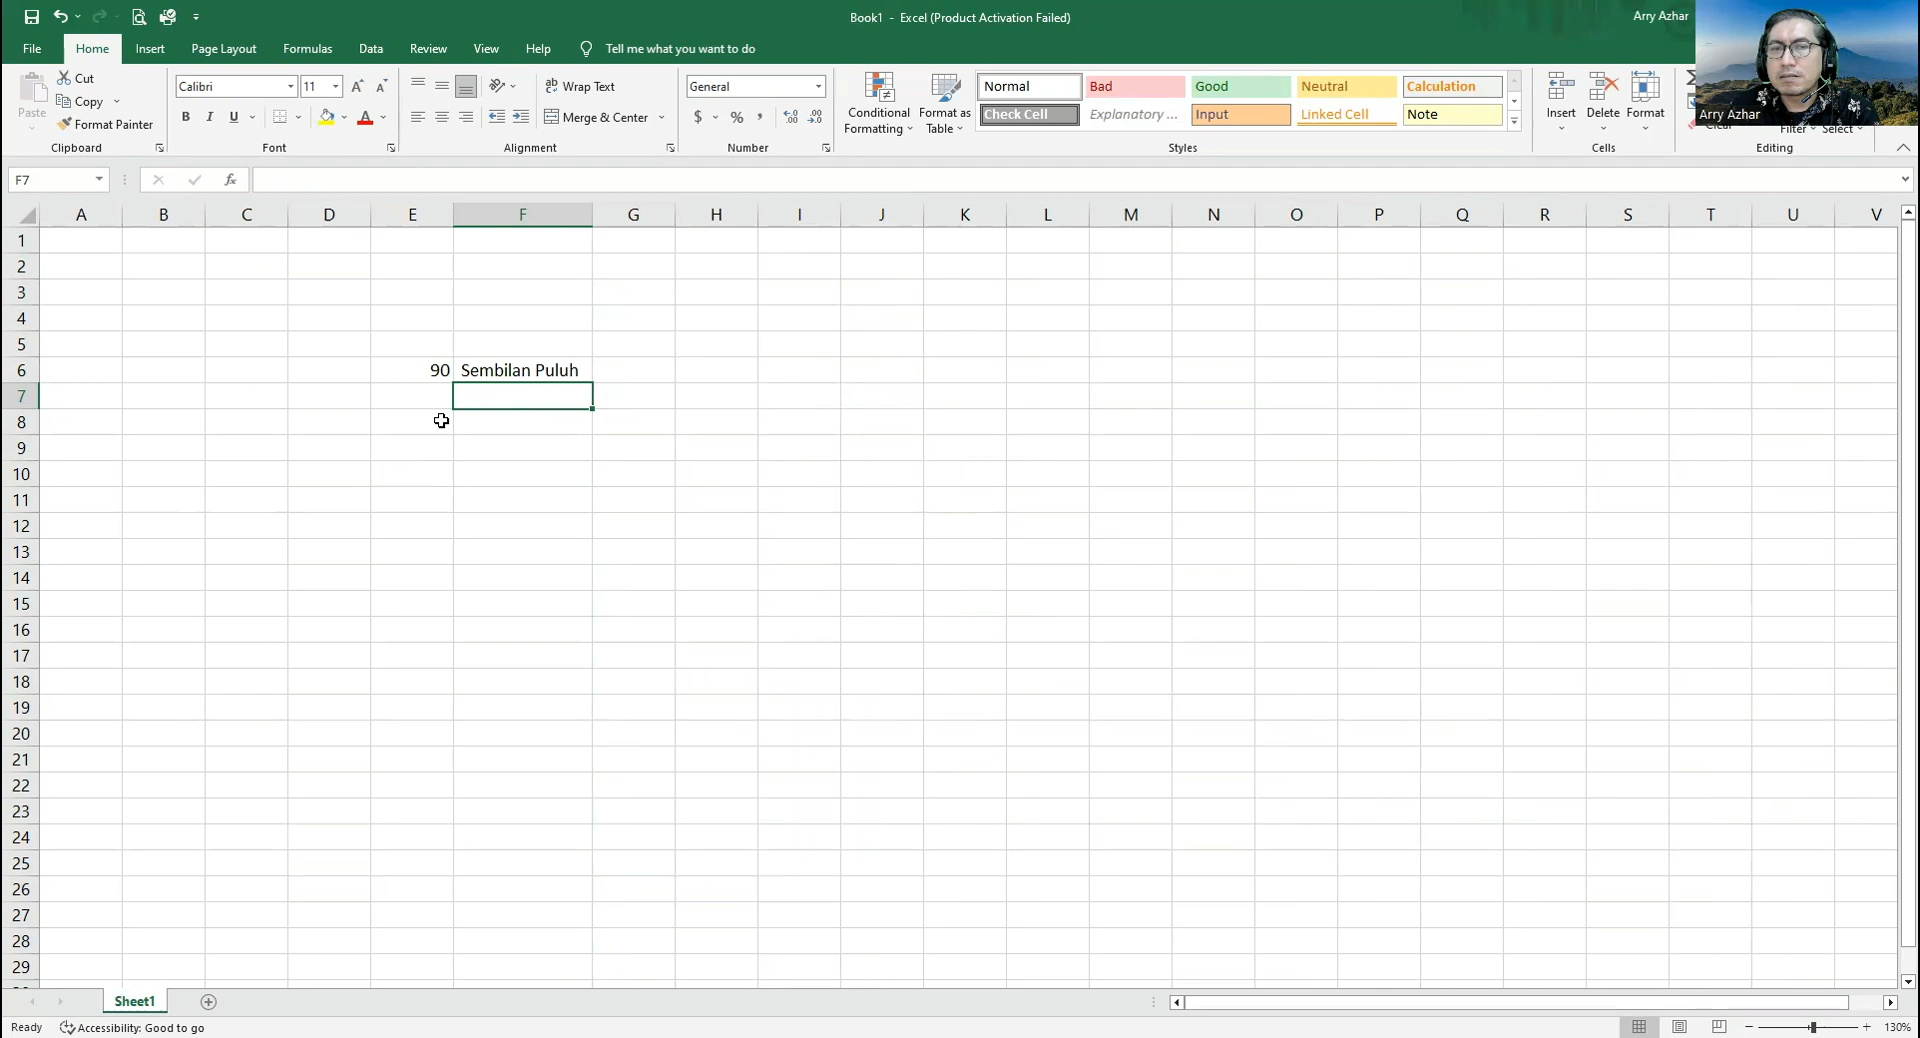 Book1 - Excel (Product Activation Failed)
Arry Azhar
File Home Insert Page Layout Formulas Data Review View Help Tell me what you want to do
Paste
Cut
Copy
Format Painter
Clipboard
Calibri 11 A A
B I U A
Font
Wrap Text
Merge & Center
Alignment
General
$ % ,
Number
Conditional Formatting
Format as Table
Normal Bad Good Neutral Calculation
Check Cell Explanatory ... Input Linked Cell Note
Styles
Insert Delete Format
Cells
Clear
Filter Select
Editing
Arry Azhar
F7 fx
A B C D E F G H I J K L M N O P Q R S T U V
1
2
3
4
5
6 90 Sembilan Puluh
7
8
9
10
11
12
13
14
15
16
17
18
19
20
21
22
23
24
25
26
27
28
29
Sheet1
Ready Accessibility: Good to go 130%